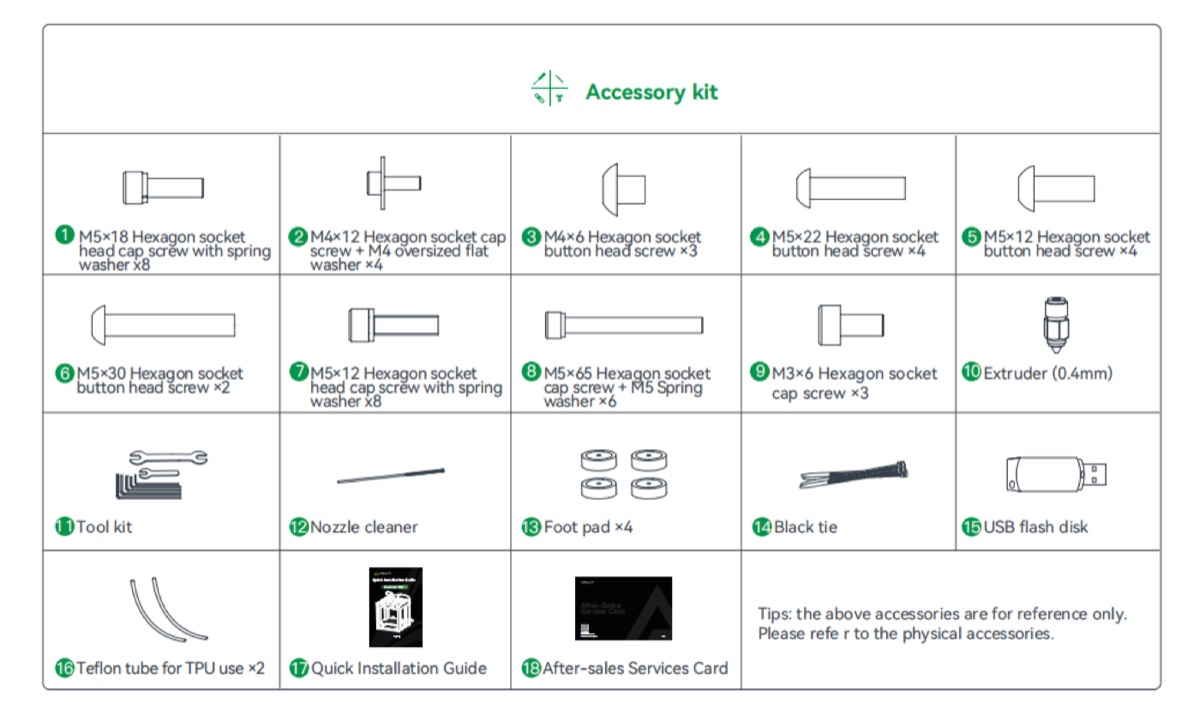 Accessory kit
1 M5×18 Hexagon socket
head cap screw with spring
washer x8
2 M4×12 Hexagon socket cap
screw + M4 oversized flat
washer ×4
3 M4×6 Hexagon socket
button head screw ×3
4 M5×22 Hexagon socket
button head screw ×4
5 M5×12 Hexagon socket
button head screw ×4
6 M5×30 Hexagon socket
button head screw ×2
7 M5×12 Hexagon socket
head cap screw with spring
washer x8
8 M5×65 Hexagon socket
cap screw + M5 Spring
washer ×6
9 M3×6 Hexagon socket
cap screw ×3
10 Extruder (0.4mm)
11 Tool kit
12 Nozzle cleaner
13 Foot pad ×4
14 Black tie
15 USB flash disk
Quick Installation Guide
After-Sales
Service Card
16 Teflon tube for TPU use ×2
17 Quick Installation Guide
18 After-sales Services Card
Tips: the above accessories are for reference only.
Please refe r to the physical accessories.